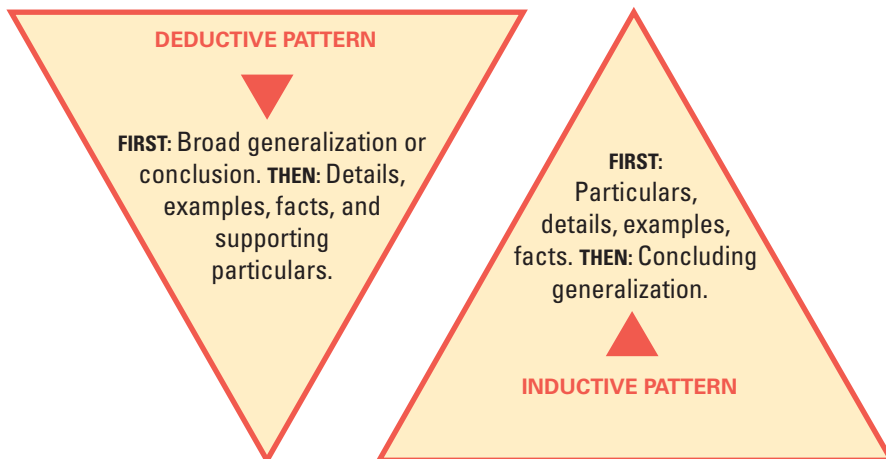 DEDUCTIVE PATTERN
FIRST: Broad generalization or
conclusion. THEN: Details,
examples, facts, and
supporting
particulars.
FIRST:
Particulars,
details, examples,
facts. THEN: Concluding
generalization.
INDUCTIVE PATTERN